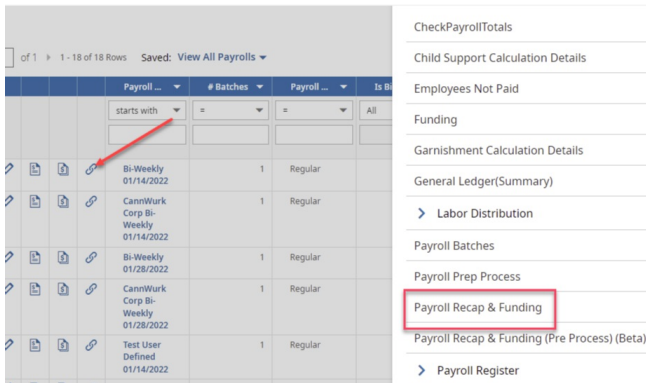 of 1 1 - 18 of 18 Rows Saved: View All Payrolls
Payroll ... # Batches Payroll ... Is Bi
starts with = = All
Bi-Weekly 1 Regular
01/14/2022
CannWurk 1 Regular
Corp Bi-
Weekly
01/14/2022
Bi-Weekly 1 Regular
01/28/2022
CannWurk 1 Regular
Corp Bi-
Weekly
01/28/2022
Test User 1 Regular
Defined
01/14/2022
CheckPayrollTotals
Child Support Calculation Details
Employees Not Paid
Funding
Garnishment Calculation Details
General Ledger(Summary)
Labor Distribution
Payroll Batches
Payroll Prep Process
Payroll Recap & Funding
Payroll Recap & Funding (Pre Process) (Beta)
Payroll Register